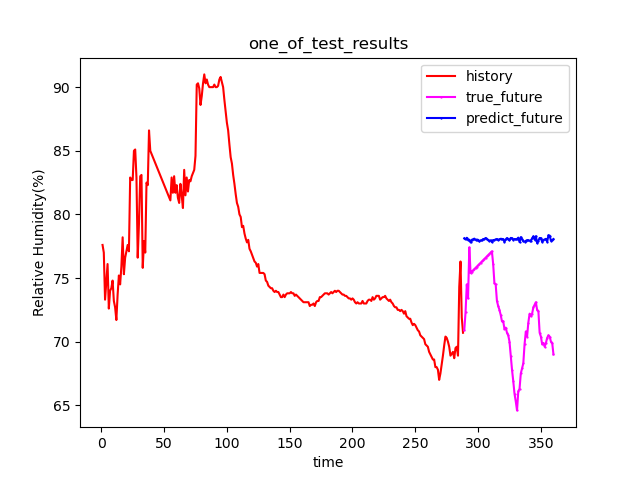 one_of_test_results
history
true_future
predict_future
Relative Humidity(%)
90
85
80
75
70
65
0
50
100
150
200
250
300
350
time